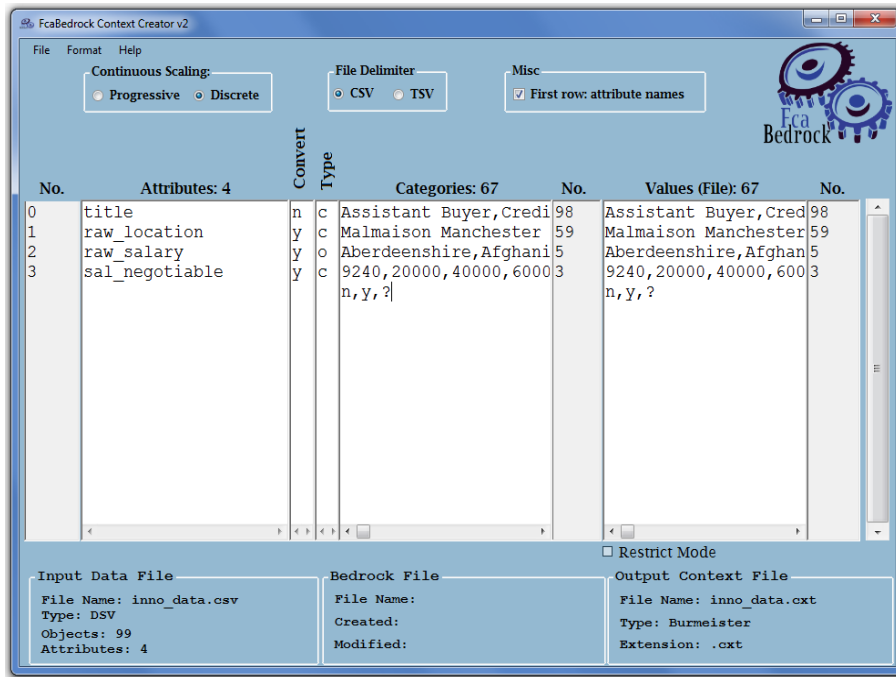 FcaBedrock Context Creator v2
File Format Help
Continuous Scaling:
Progressive Discrete
File Delimiter
CSV TSV
Misc
First row: attribute names
Fca
Bedrock
No. Attributes: 4 Convert Type Categories: 67 No. Values (File): 67 No.
0 title n c Assistant Buyer,Credi 98 Assistant Buyer,Cred 98
1 raw_location y c Malmaison Manchester 59 Malmaison Manchester 59
2 raw_salary y o Aberdeenshire,Afghani 5 Aberdeenshire,Afghan 5
3 sal_negotiable y c 9240,20000,40000,6000 3 9240,20000,40000,600 3
n,y,? n,y,?
Restrict Mode
Input Data File
File Name: inno_data.csv
Type: DSV
Objects: 99
Attributes: 4
Bedrock File
File Name:
Created:
Modified:
Output Context File
File Name: inno_data.cxt
Type: Burmeister
Extension: .cxt